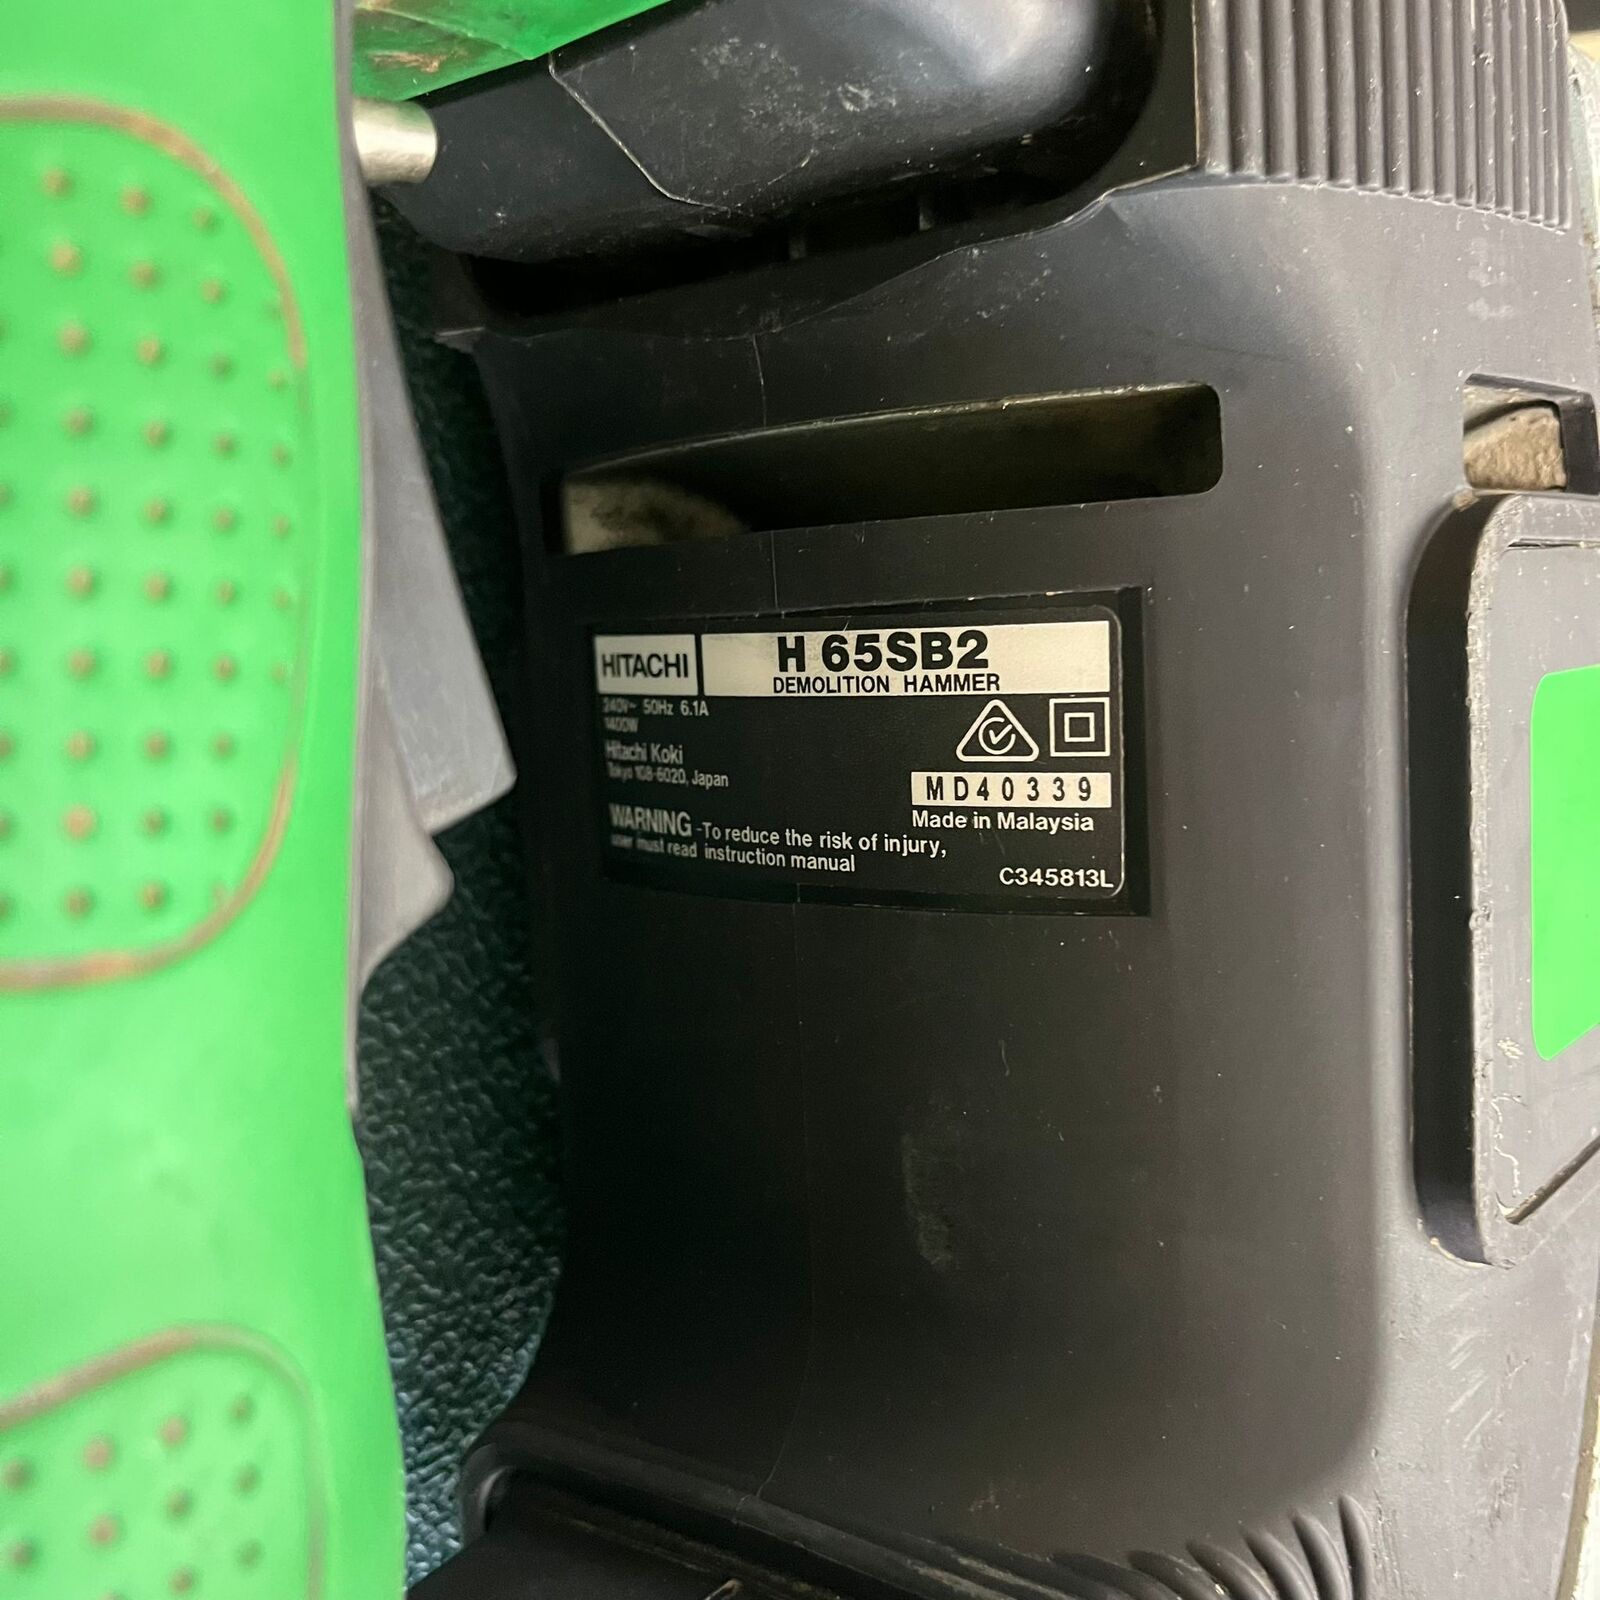 HITACHI
H 65SB2
DEMOLITION HAMMER
240V~ 50Hz 6.1A
1400W
Hitachi Koki
Tokyo 108-6020, Japan
MD40339
Made in Malaysia
WARNING -To reduce the risk of injury,
user must read instruction manual
C345813L